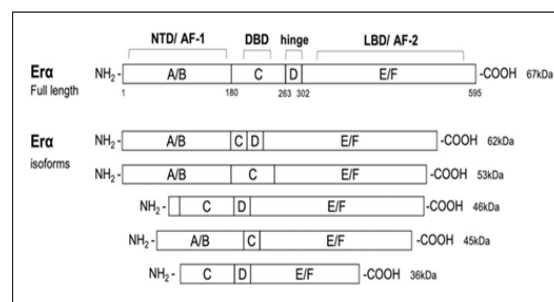 NTD/ AF-1 DBD hinge LBD/ AF-2
Erα NH2- A/B C D E/F -COOH 67kDa
Full length
1 180 263 302 595
Erα NH2- A/B C D E/F -COOH 62kDa
isoforms
NH2- A/B C E/F -COOH 53kDa
NH2- C D E/F -COOH 46kDa
NH2- A/B C E/F -COOH 45kDa
NH2- C D E/F -COOH 36kDa